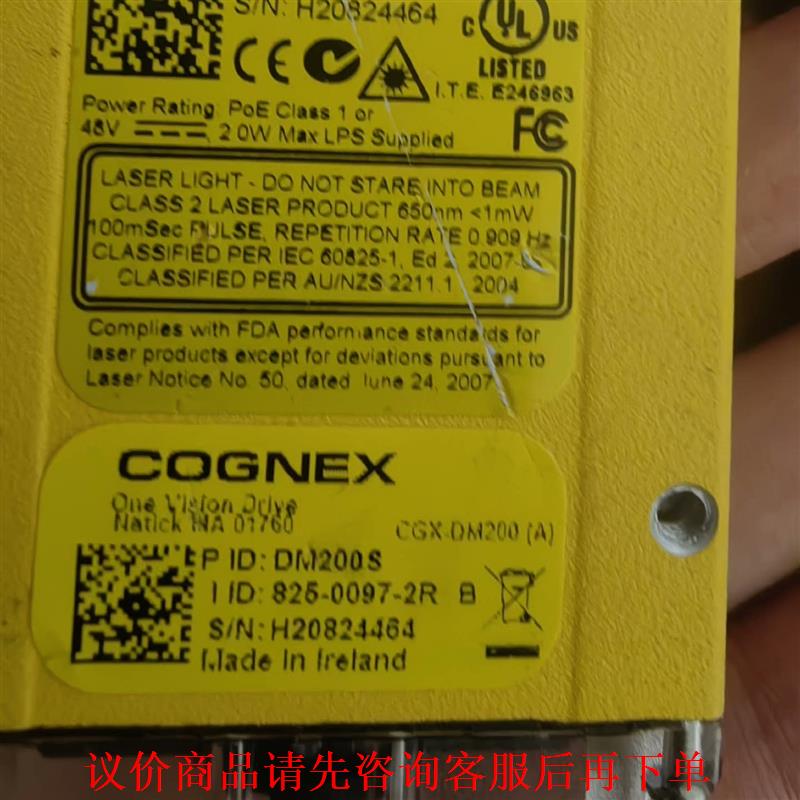 S/N: H20824464
C UL US
LISTED
I.T.E. E246963
CE
Power Rating: PoE Class 1 or
48V 2.0W Max LPS Supplied
FC
LASER LIGHT - DO NOT STARE INTO BEAM
CLASS 2 LASER PRODUCT 650nm <1mW
100mSec PULSE, REPETITION RATE 0.909 Hz
CLASSIFIED PER IEC 60825-1, Ed 2, 2007-
CLASSIFIED PER AU/NZS 2211.1 2004
Complies with FDA performance standards for
laser products except for deviations pursuant to
Laser Notice No. 50, dated June 24, 2007
COGNEX
One Vision Drive
Natick MA 01760
CGX-DM200 (A)
P ID: DM200S
I ID: 825-0097-2R B
S/N: H20824464
Made in Ireland
议价商品请先咨询客服后再下单